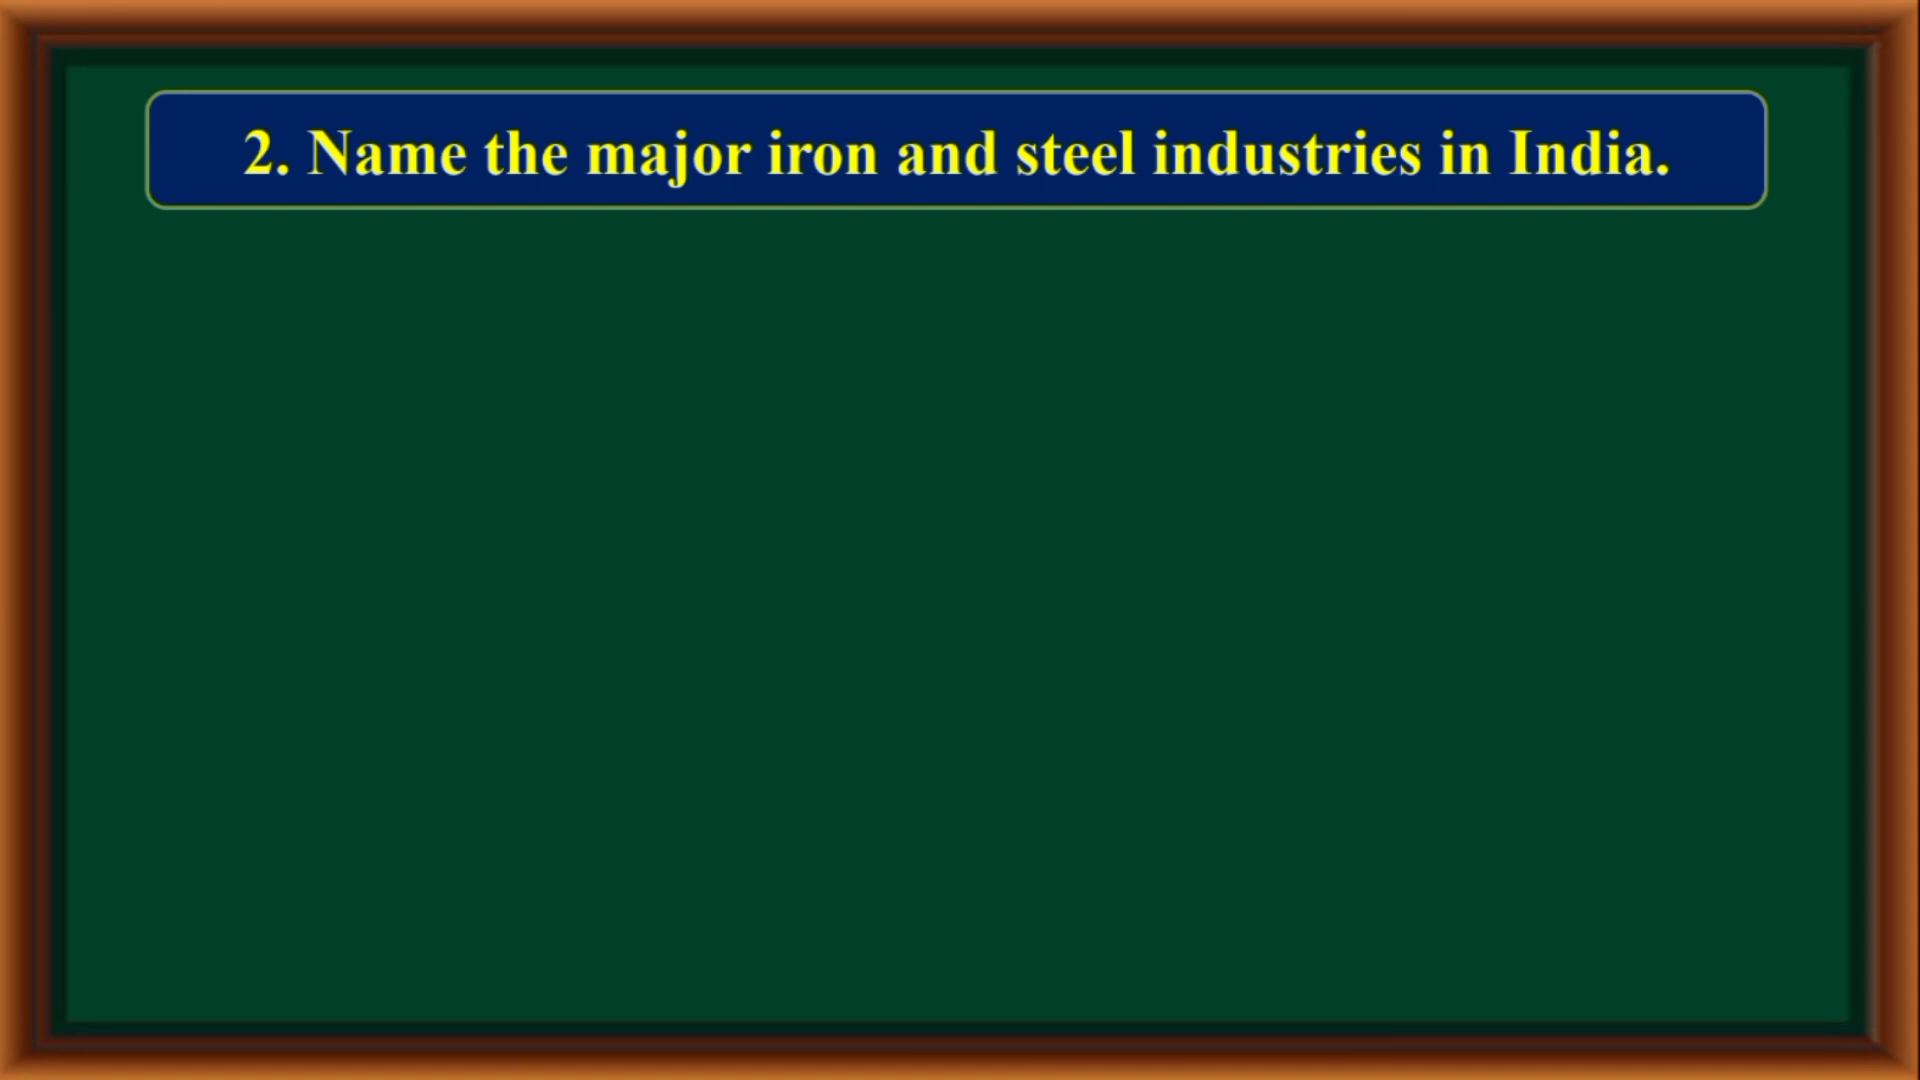 2. Name the major iron and steel industries in India.